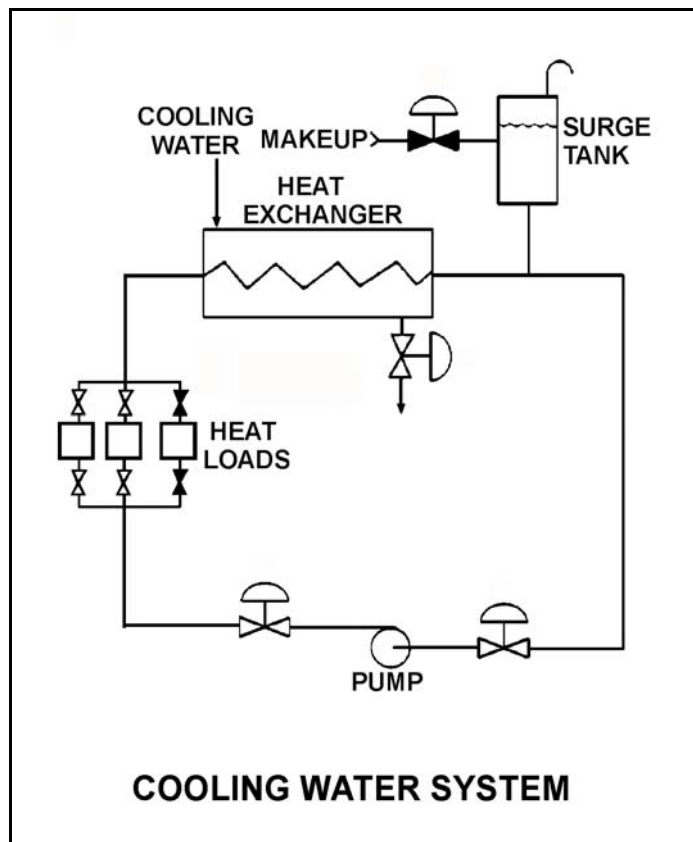 COOLING
WATER
MAKEUP
SURGE
TANK
HEAT
EXCHANGER
HEAT
LOADS
PUMP
COOLING WATER SYSTEM